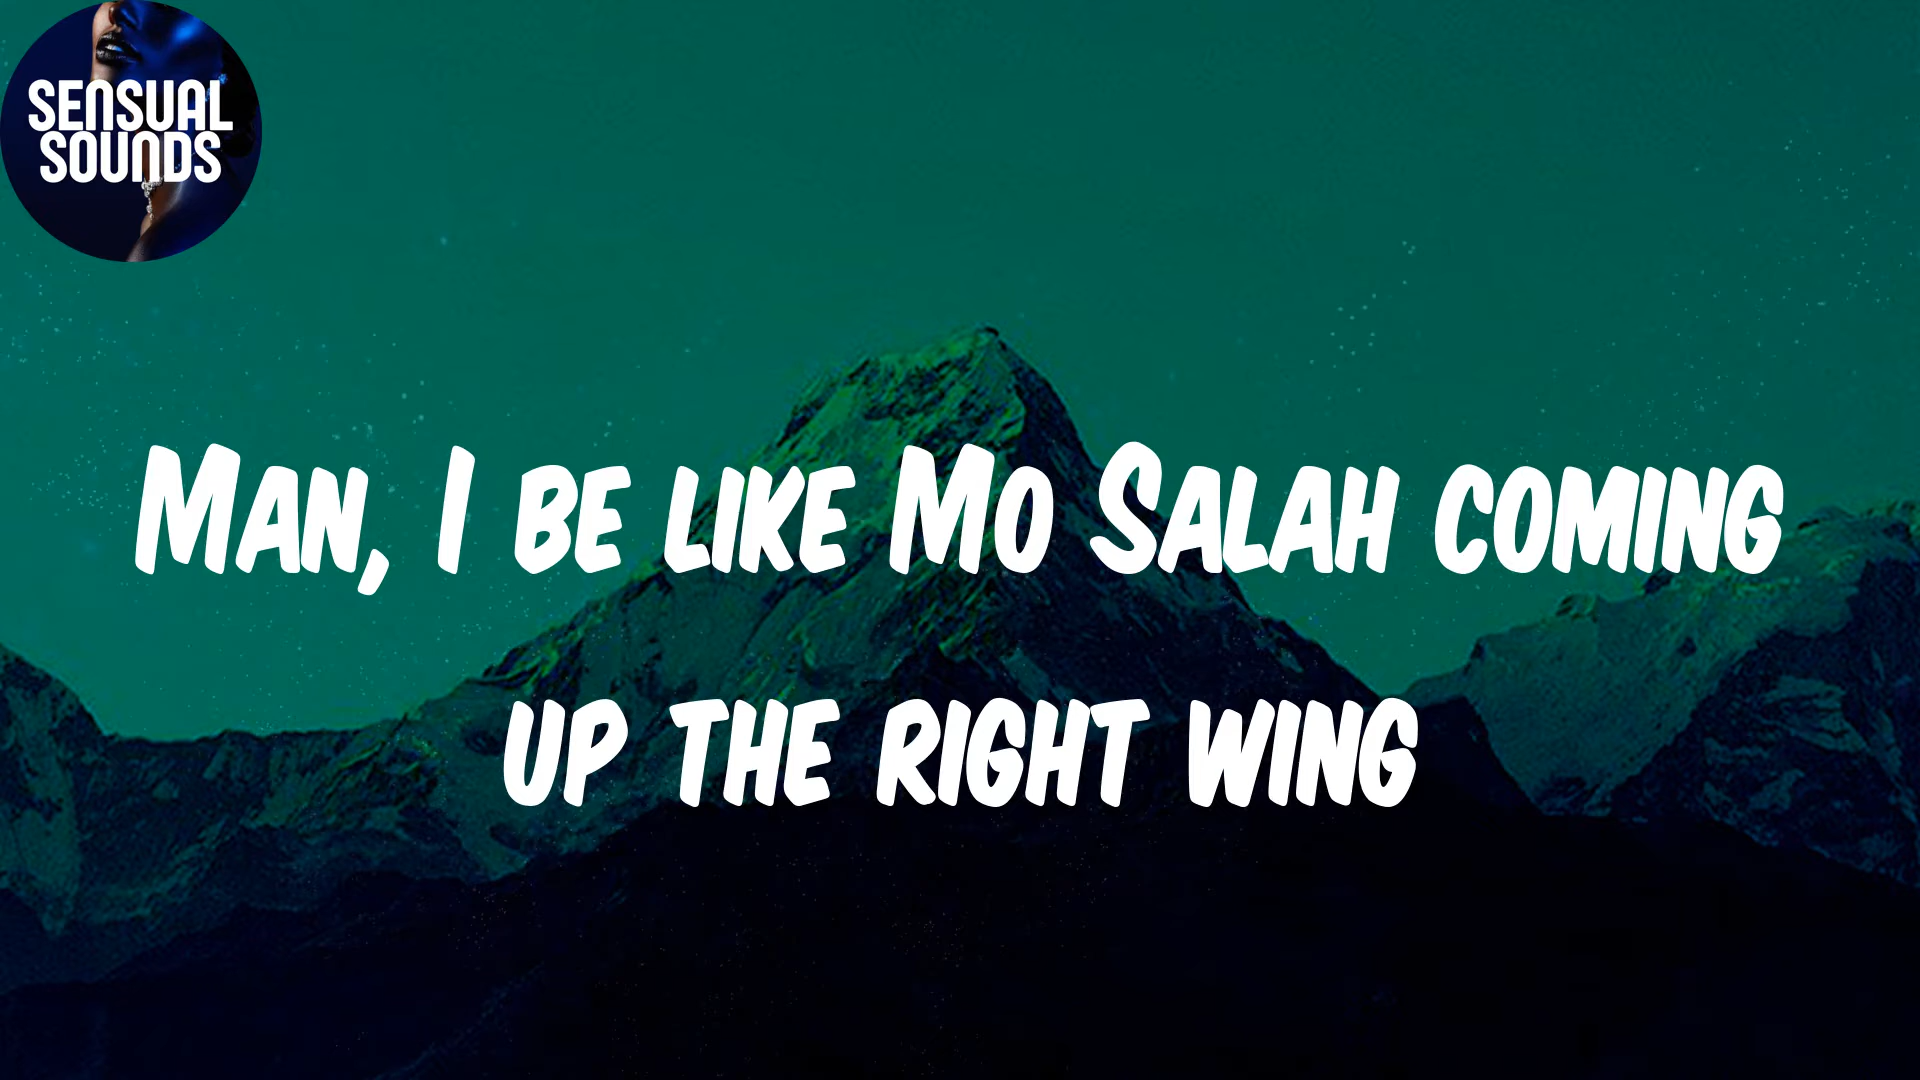 SENSUAL
SOUNDS
MAN, I BE LIKE MO SALAH COMING
UP THE RIGHT WING